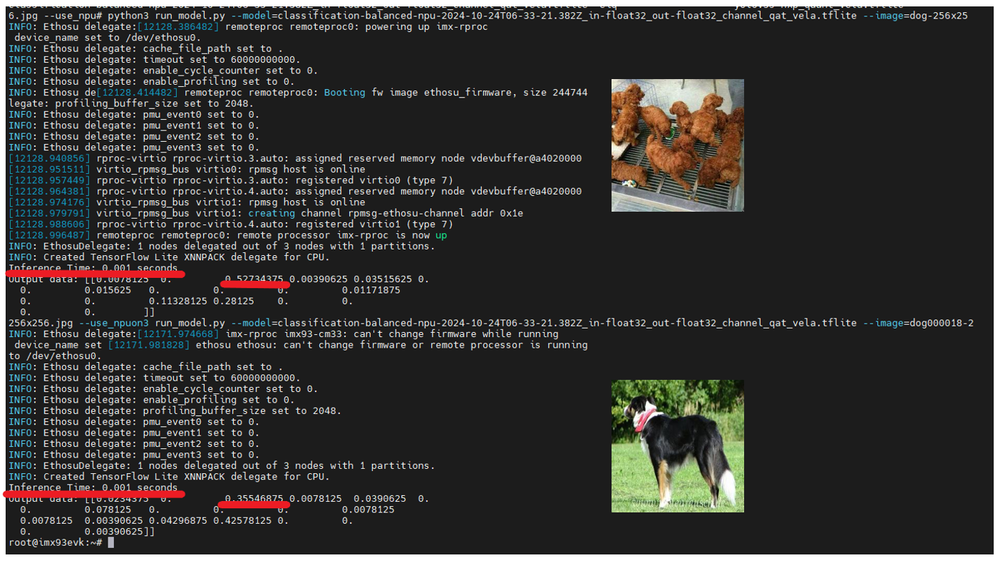 6.jpg --use_npu# python3 run_model.py --model=classification-balanced-npu-2024-10-24T06-33-21.382Z_in-float32_out-float32_channel_qat_vela.tflite --image=dog-256x25
INFO: Ethosu delegate:[12128.386482] remoteproc remoteproc0: powering up imx-rproc
 device_name set to /dev/ethosu0.
INFO: Ethosu delegate: cache_file_path set to .
INFO: Ethosu delegate: timeout set to 60000000000.
INFO: Ethosu delegate: enable_cycle_counter set to 0.
INFO: Ethosu delegate: enable_profiling set to 0.
INFO: Ethosu de[12128.414482] remoteproc remoteproc0: Booting fw image ethosu_firmware, size 244744
legate: profiling_buffer_size set to 2048.
INFO: Ethosu delegate: pmu_event0 set to 0.
INFO: Ethosu delegate: pmu_event1 set to 0.
INFO: Ethosu delegate: pmu_event2 set to 0.
INFO: Ethosu delegate: pmu_event3 set to 0.
[12128.940856] rproc-virtio rproc-virtio.3.auto: assigned reserved memory node vdevbuffer@a4020000
[12128.951511] virtio_rpmsg_bus virtio0: rpmsg host is online
[12128.957449] rproc-virtio rproc-virtio.3.auto: registered virtio0 (type 7)
[12128.964381] rproc-virtio rproc-virtio.4.auto: assigned reserved memory node vdevbuffer@a4020000
[12128.974176] virtio_rpmsg_bus virtio1: rpmsg host is online
[12128.979791] virtio_rpmsg_bus virtio1: creating channel rpmsg-ethosu-channel addr 0x1e
[12128.988606] rproc-virtio rproc-virtio.4.auto: registered virtio1 (type 7)
[12128.996487] remoteproc remoteproc0: remote processor imx-rproc is now up
INFO: EthosuDelegate: 1 nodes delegated out of 3 nodes with 1 partitions.
INFO: Created TensorFlow Lite XNNPACK delegate for CPU.
Inference Time: 0.001 seconds
Output data: [[0.0078125 0. 0.52734375 0.00390625 0.03515625 0.
0. 0.015625 0. 0. 0. 0.01171875
0. 0. 0.11328125 0.28125 0. 0.
0. 0. ]]
256x256.jpg --use_npuon3 run_model.py --model=classification-balanced-npu-2024-10-24T06-33-21.382Z_in-float32_out-float32_channel_qat_vela.tflite --image=dog000018-2
INFO: Ethosu delegate:[12171.974668] imx-rproc imx93-cm33: can't change firmware while running
 device_name set [12171.981828] ethosu ethosu: can't change firmware or remote processor is running
to /dev/ethosu0.
INFO: Ethosu delegate: cache_file_path set to .
INFO: Ethosu delegate: timeout set to 60000000000.
INFO: Ethosu delegate: enable_cycle_counter set to 0.
INFO: Ethosu delegate: enable_profiling set to 0.
INFO: Ethosu delegate: profiling_buffer_size set to 2048.
INFO: Ethosu delegate: pmu_event0 set to 0.
INFO: Ethosu delegate: pmu_event1 set to 0.
INFO: Ethosu delegate: pmu_event2 set to 0.
INFO: Ethosu delegate: pmu_event3 set to 0.
INFO: EthosuDelegate: 1 nodes delegated out of 3 nodes with 1 partitions.
INFO: Created TensorFlow Lite XNNPACK delegate for CPU.
Inference Time: 0.001 seconds
Output data: [[0.0234375 0. 0.35546875 0.0078125 0.0390625 0.
0. 0.078125 0. 0. 0. 0.0078125
0.0078125 0.00390625 0.04296875 0.42578125 0. 0.
0. 0.00390625]]
root@imx93evk:~#